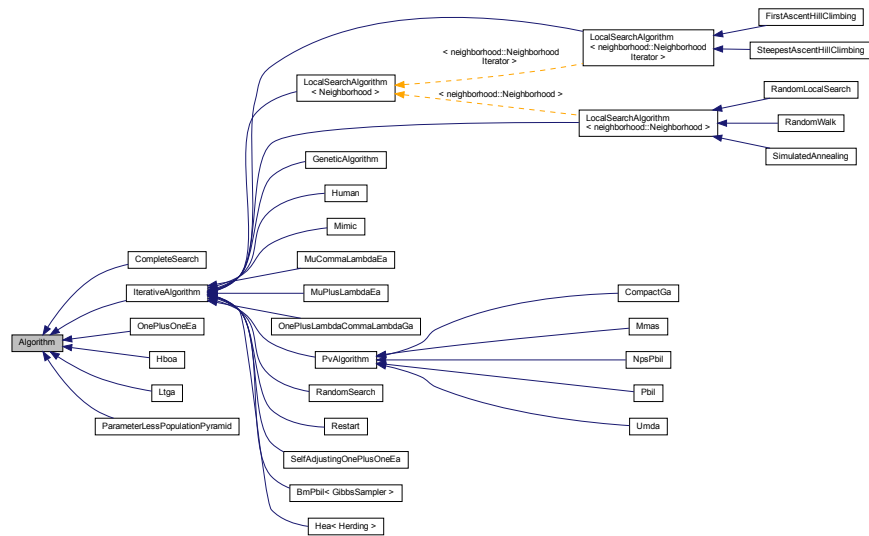 FirstAscentHillClimbing
LocalSearchAlgorithm
< neighborhood::Neighborhood
Iterator >
SteepestAscentHillClimbing
< neighborhood::Neighborhood
Iterator >
LocalSearchAlgorithm
< Neighborhood >
< neighborhood::Neighborhood >
RandomLocalSearch
LocalSearchAlgorithm
< neighborhood::Neighborhood >
RandomWalk
SimulatedAnnealing
GeneticAlgorithm
Human
Mimic
CompleteSearch
MuCommaLambdaEa
IterativeAlgorithm
MuPlusLambdaEa
CompactGa
OnePlusOneEa
OnePlusLambdaCommaLambdaGa
Mmas
Algorithm
Hboa
PvAlgorithm
NpsPbil
Ltga
RandomSearch
Pbil
ParameterLessPopulationPyramid
Restart
Umda
SelfAdjustingOnePlusOneEa
BmPbil< GibbsSampler >
Hea< Herding >